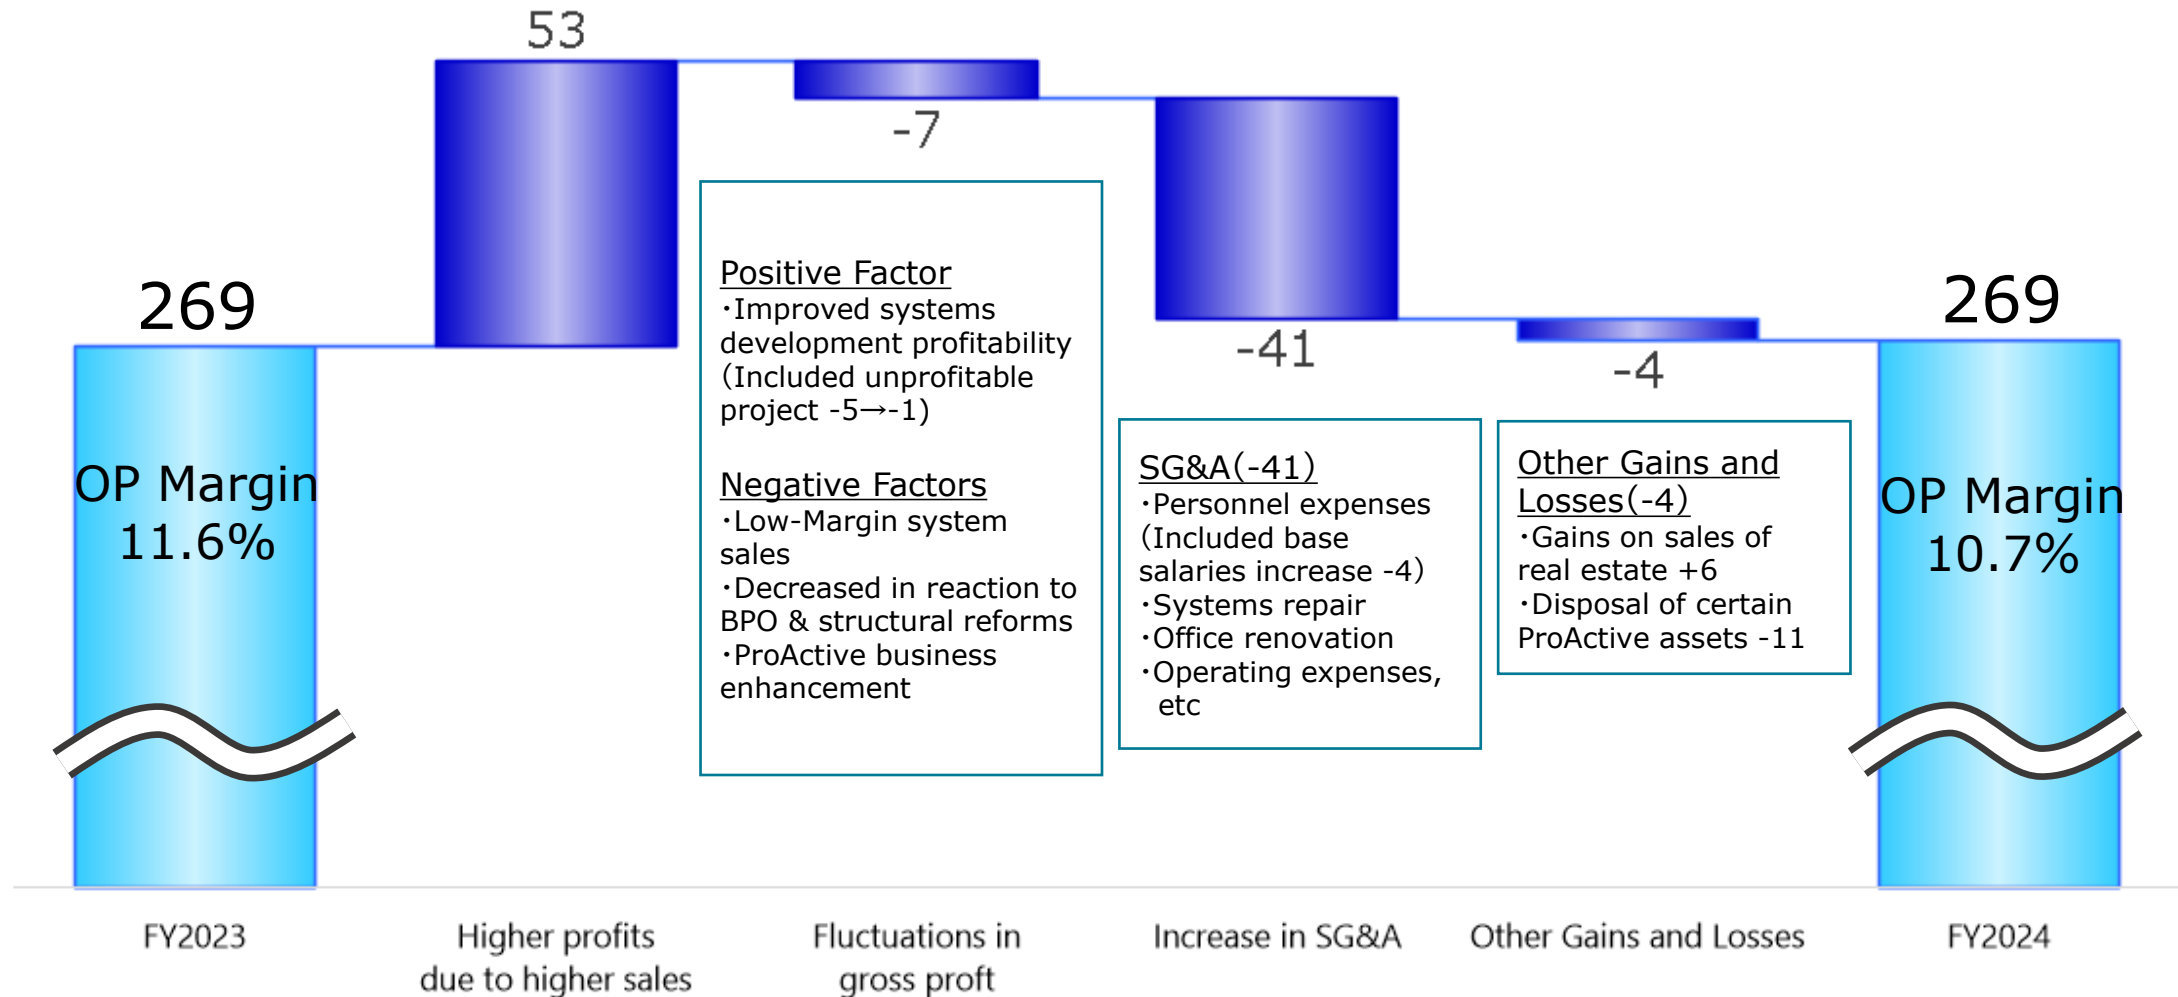 53
-7
269
Positive Factor
・Improved systems
development profitability
（Included unprofitable
project -5→-1)
Negative Factors
・Low-Margin system
sales
・Decreased in reaction to
BPO & structural reforms
・ProActive business
enhancement
-41
SG&A(-41)
・Personnel expenses
（Included base
salaries increase -4）
・Systems repair
・Office renovation
・Operating expenses,
etc
-4
Other Gains and
Losses(-4)
・Gains on sales of
real estate +6
・Disposal of certain
ProActive assets -11
269
OP Margin
11.6%
OP Margin
10.7%
FY2023
Higher profits
due to higher sales
Fluctuations in
gross proft
Increase in SG&A
Other Gains and Losses
FY2024